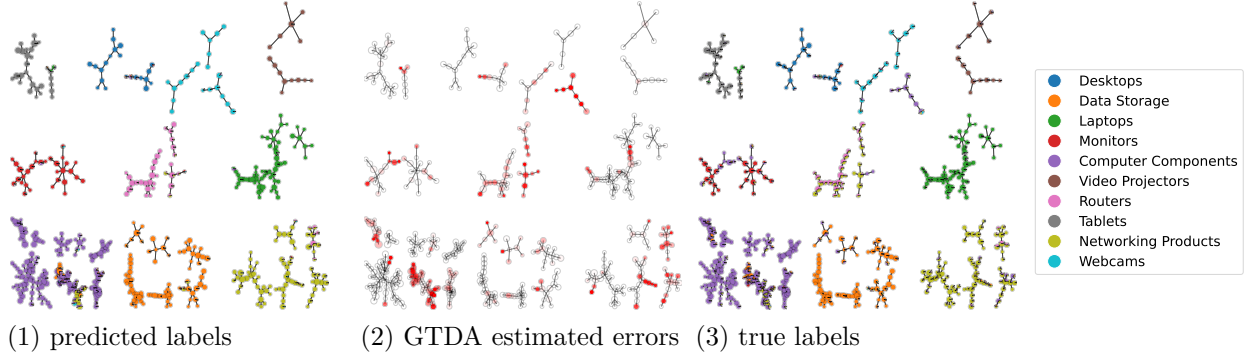 Desktops
Data Storage
Laptops
Monitors
Computer Components
Video Projectors
Routers
Tablets
Networking Products
Webcams
(1) predicted labels
(2) GTDA estimated errors
(3) true labels